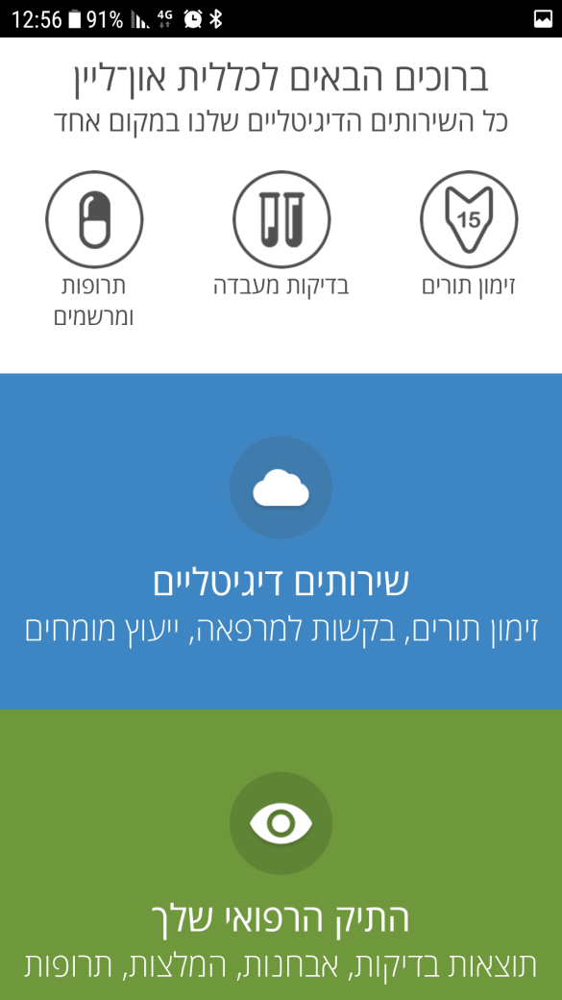 12:56 91% 4G
ברוכים הבאים לכללית און־ליין
כל השירותים הדיגיטליים שלנו במקום אחד
15
זימון תורים
בדיקות מעבדה
תרופות
ומרשמים
שירותים דיגיטליים
זימון תורים, בקשות למרפאה, ייעוץ מומחים
התיק הרפואי שלך
תוצאות בדיקות, אבחנות, המלצות, תרופות